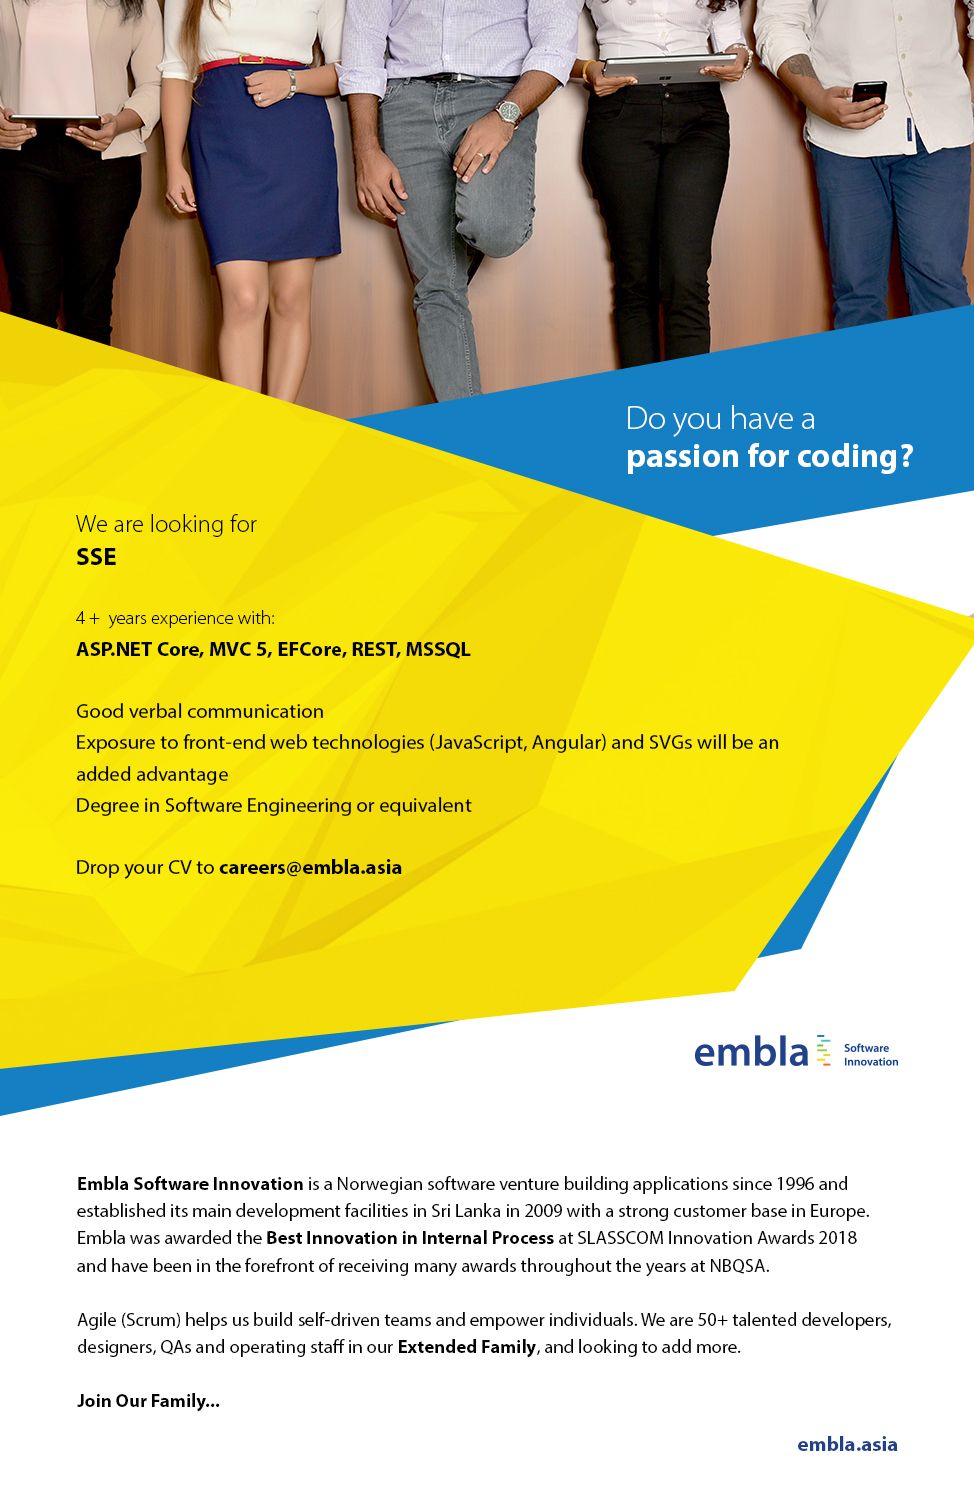 Do you have a
passion for coding?
We are looking for
SSE
4 +  years experience with:
ASP.NET Core, MVC 5, EFCore, REST, MSSQL
Good verbal communication
Exposure to front-end web technologies (JavaScript, Angular) and SVGs will be an
added advantage
Degree in Software Engineering or equivalent
Drop your CV to careers@embla.asia
embla
Software
Innovation
Embla Software Innovation is a Norwegian software venture building applications since 1996 and
established its main development facilities in Sri Lanka in 2009 with a strong customer base in Europe.
Embla was awarded the Best Innovation in Internal Process at SLASSCOM Innovation Awards 2018
and have been in the forefront of receiving many awards throughout the years at NBQSA.
Agile (Scrum) helps us build self-driven teams and empower individuals. We are 50+ talented developers,
designers, QAs and operating staff in our Extended Family, and looking to add more.
Join Our Family...
embla.asia